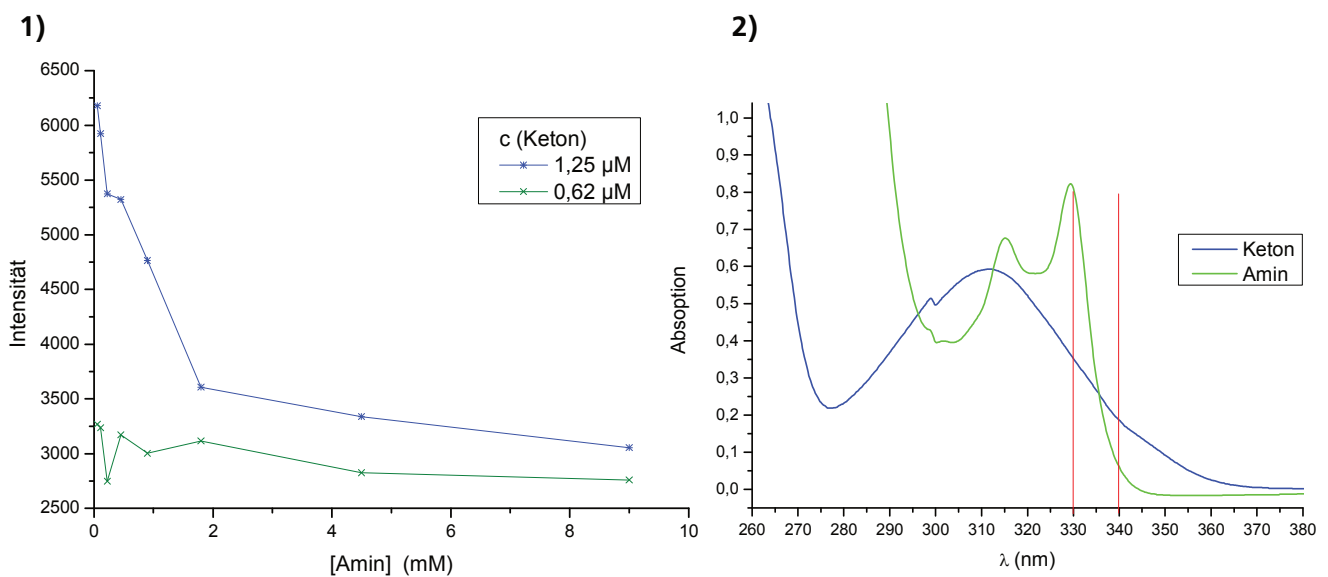 1)
6500
6000
5500
5000
4500
4000
3500
3000
2500
Intensität
0
2
4
6
8
10
[Amin] (mM)
c (Keton)
1,25 µM
0,62 µM
2)
1,0
0,9
0,8
0,7
0,6
0,5
0,4
0,3
0,2
0,1
0,0
Absoption
260 270 280 290 300 310 320 330 340 350 360 370 380
λ (nm)
Keton
Amin